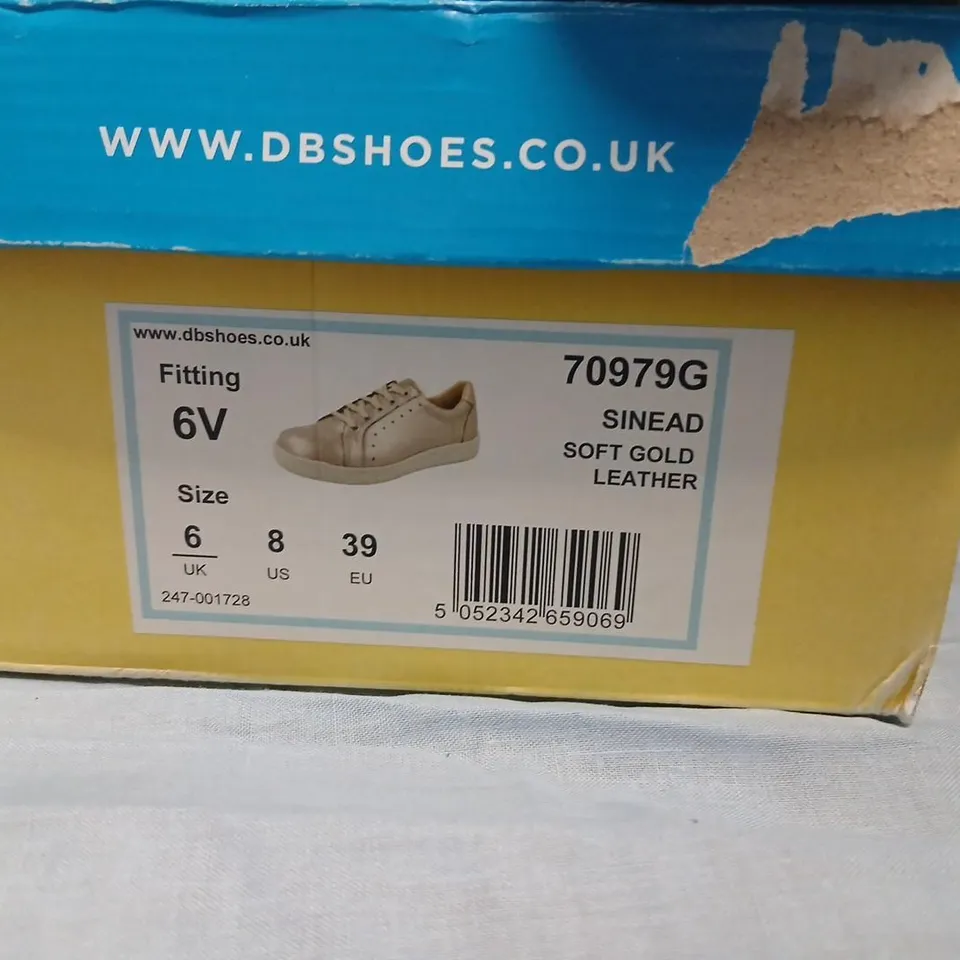 WWW.DBSHOES.CO.UK
www.dbshoes.co.uk
Fitting
6V
70979G
SINEAD
SOFT GOLD
LEATHER
Size
6 8 39
UK US EU
247-001728
5 052342 659069